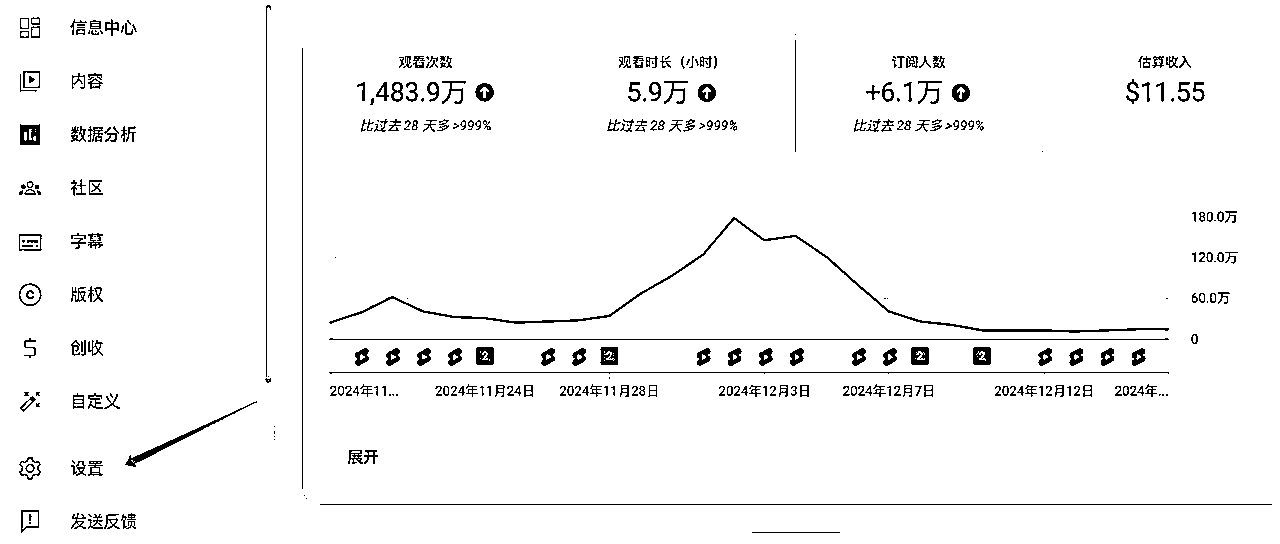 信息中心
内容
数据分析
社区
字幕
版权
创收
自定义
设置
发送反馈
观看次数
1,483.9万
比过去 28 天多 >999%
观看时长（小时）
5.9万
比过去 28 天多 >999%
订阅人数
+6.1万
比过去 28 天多 >999%
估算收入
$11.55
180.0万
120.0万
60.0万
0
2
2
2
2
2024年11...
2024年11月24日
2024年11月28日
2024年12月3日
2024年12月7日
2024年12月12日
2024年...
展开